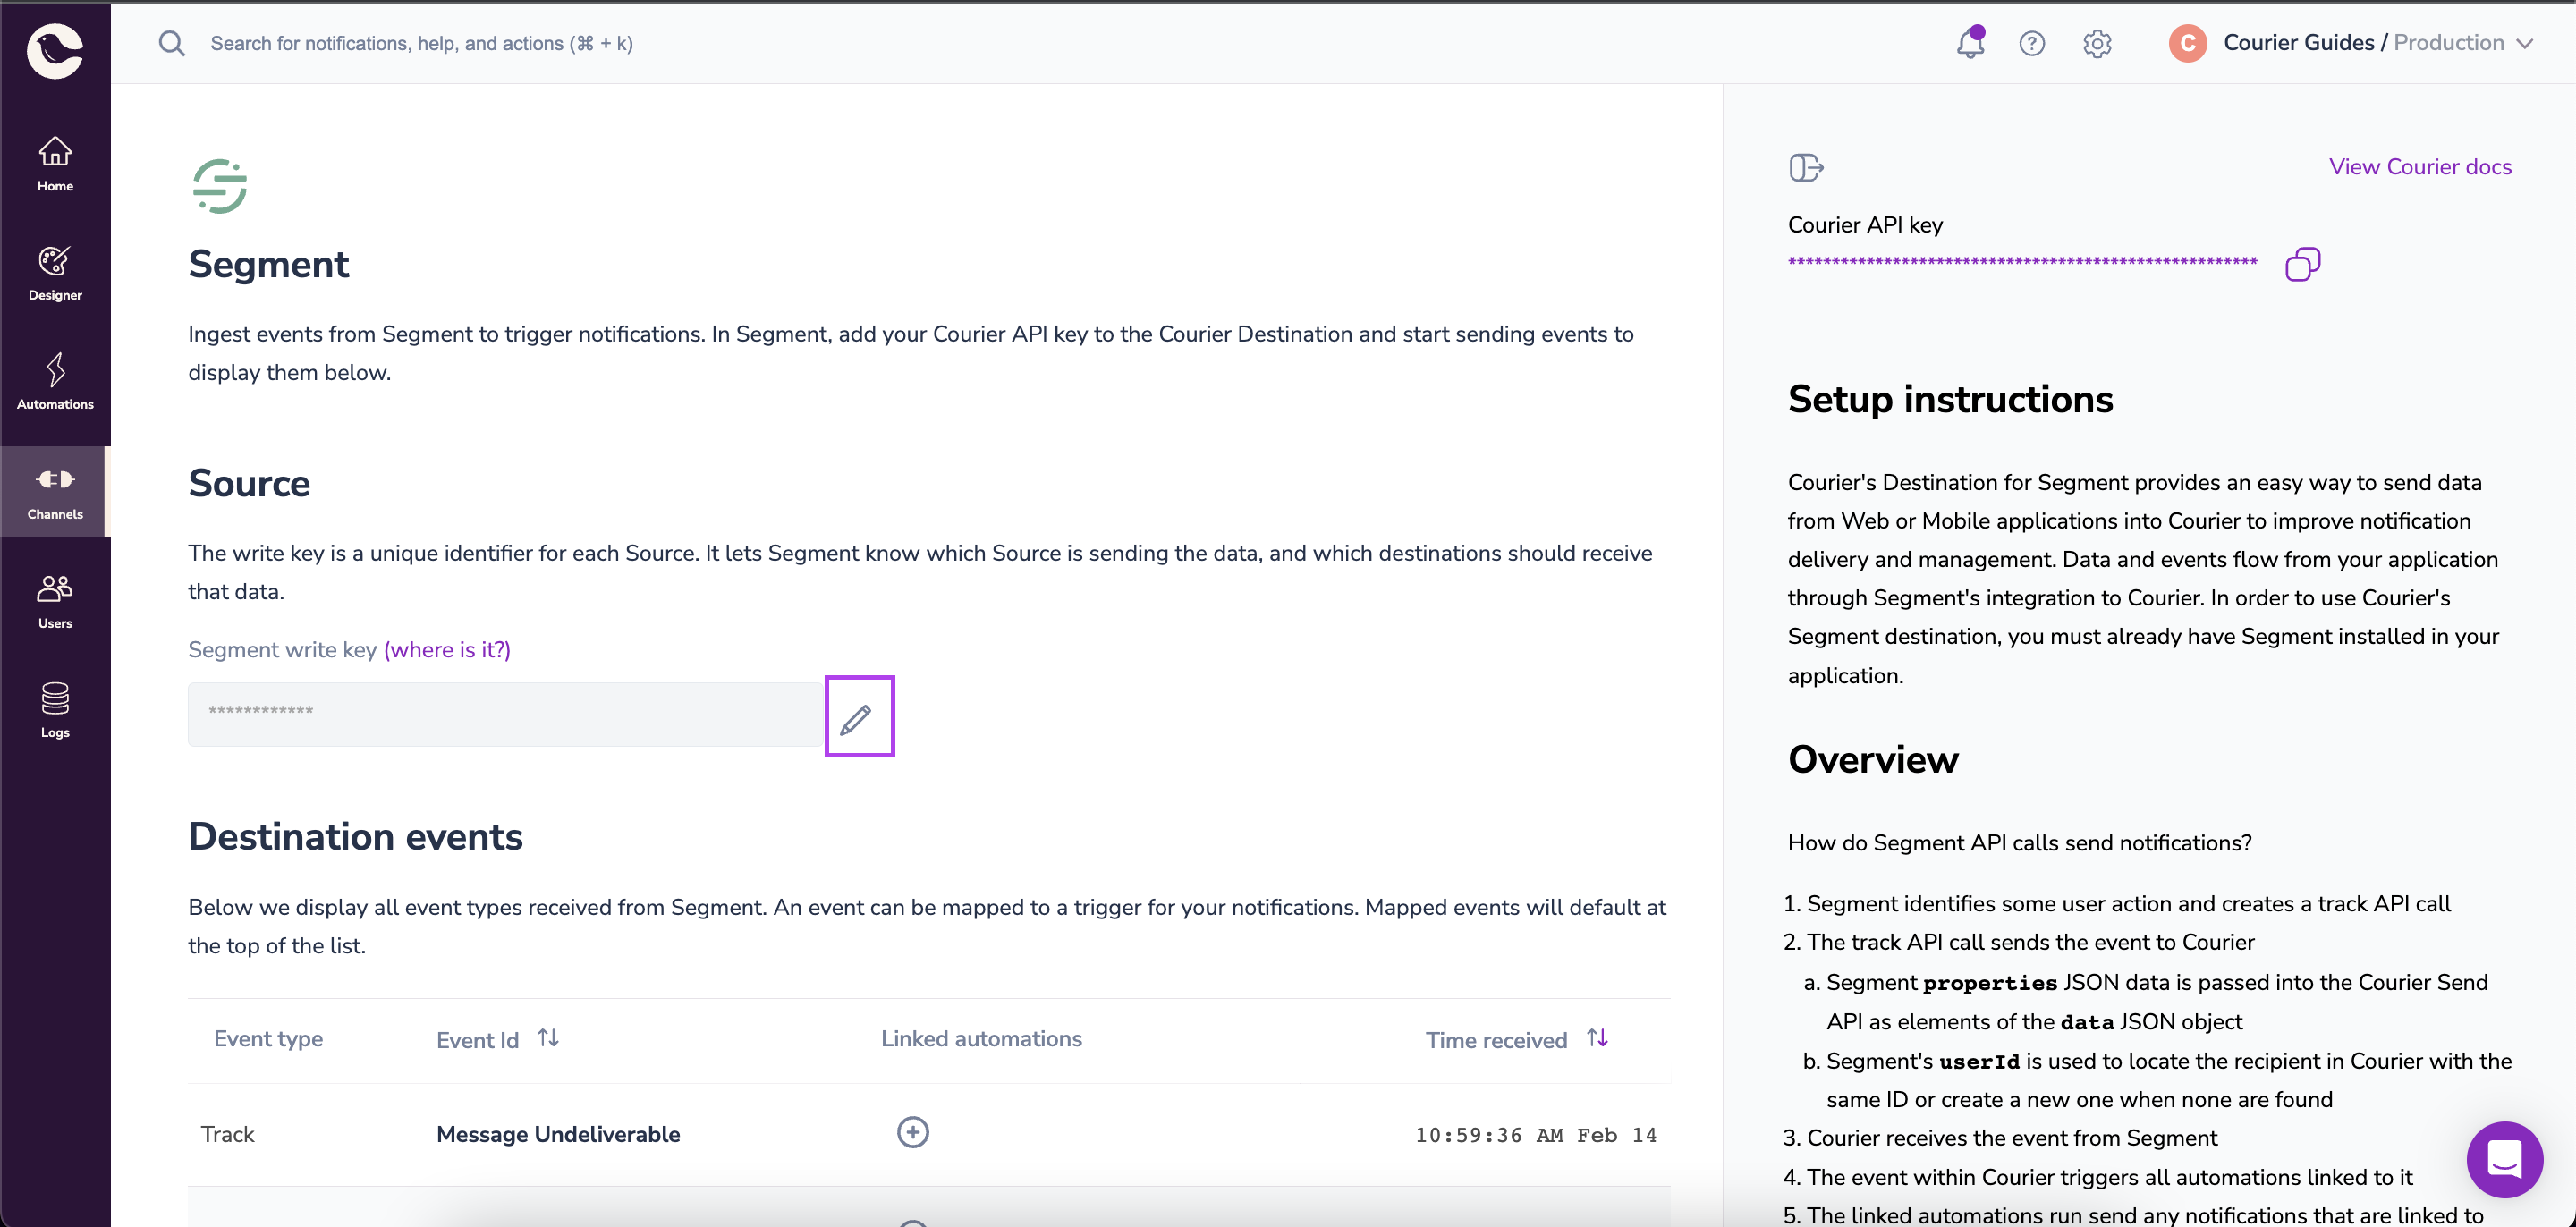 Search for notifications, help, and actions (⌘ + k)
C
Courier Guides / Production
Home
Designer
Automations
Channels
Users
Logs
Segment
Ingest events from Segment to trigger notifications. In Segment, add your Courier API key to the Courier Destination and start sending events to
display them below.
Source
The write key is a unique identifier for each Source. It lets Segment know which Source is sending the data, and which destinations should receive
that data.
Segment write key (where is it?)
************
Destination events
Below we display all event types received from Segment. An event can be mapped to a trigger for your notifications. Mapped events will default at
the top of the list.
Event type Event Id Linked automations Time received
Track Message Undeliverable 10:59:36 AM Feb 14
View Courier docs
Courier API key
******************************************************
Setup instructions
Courier's Destination for Segment provides an easy way to send data
from Web or Mobile applications into Courier to improve notification
delivery and management. Data and events flow from your application
through Segment's integration to Courier. In order to use Courier's
Segment destination, you must already have Segment installed in your
application.
Overview
How do Segment API calls send notifications?
1. Segment identifies some user action and creates a track API call
2. The track API call sends the event to Courier
a. Segment properties JSON data is passed into the Courier Send
API as elements of the data JSON object
b. Segment's userId is used to locate the recipient in Courier with the
same ID or create a new one when none are found
3. Courier receives the event from Segment
4. The event within Courier triggers all automations linked to it
5. The linked automations run send any notifications that are linked to